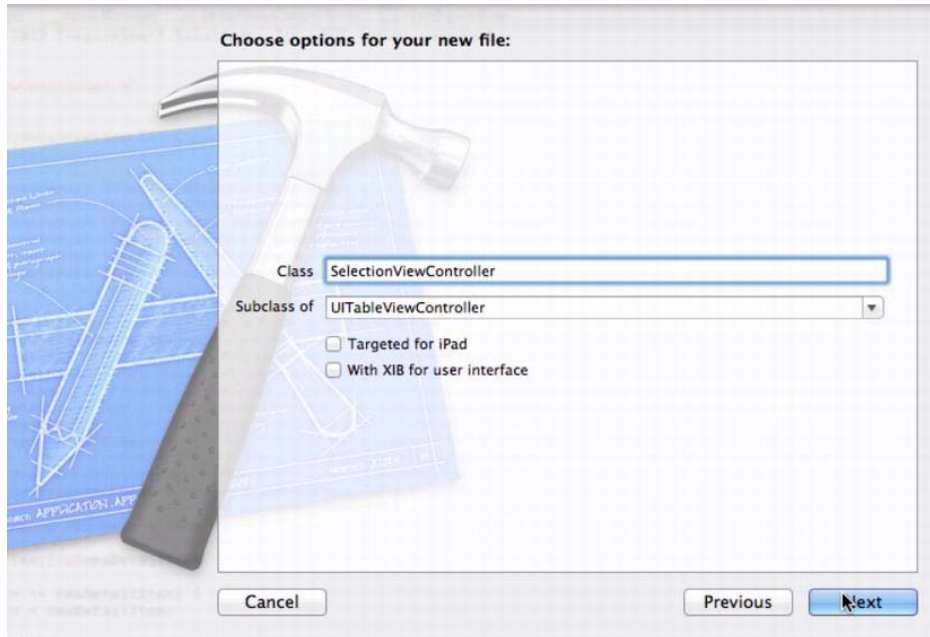 Choose options for your new file:
Class SelectionViewController
Subclass of UITableViewController
Targeted for iPad
With XIB for user interface
Cancel Previous Next